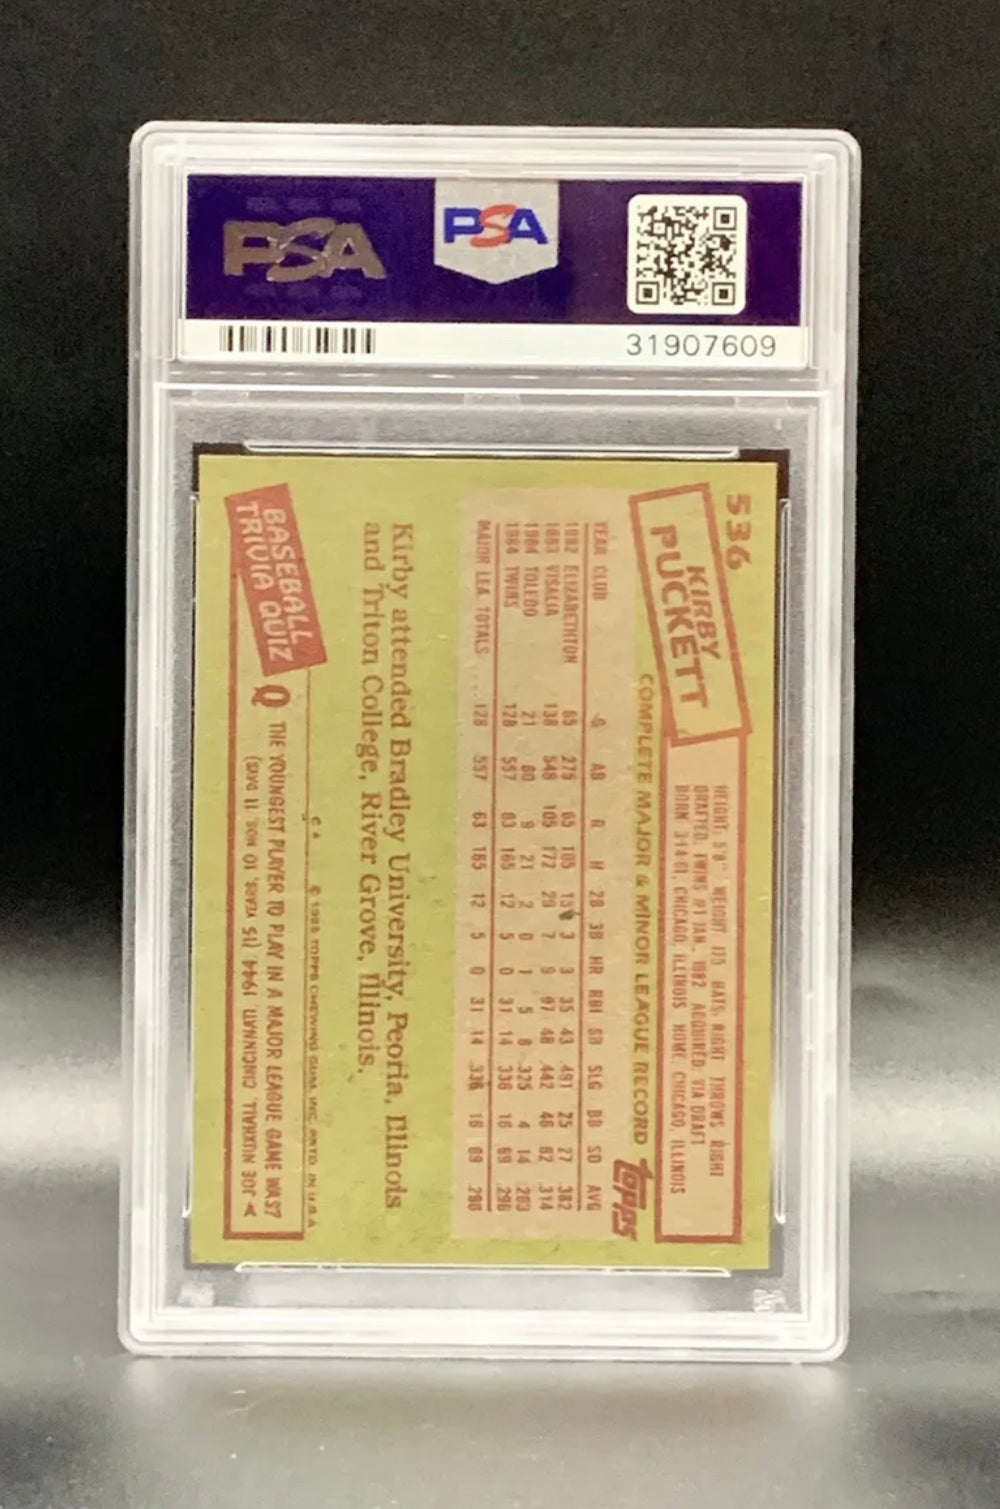 PSA
PSA
31907609
536
KIRBY
PUCKETT
HEIGHT: 5'8" WEIGHT: 175 BATS: RIGHT THROWS: RIGHT
DRAFTED: TWINS #1 JAN., 1982 ACQUIRED: VIA DRAFT
BORN 3-14-61, CHICAGO, ILLINOIS HOME: CHICAGO, ILLINOIS
COMPLETE MAJOR & MINOR LEAGUE RECORD
topps
YEAR CLUB G AB R H 2B 3B HR RBI SB SLG BB SO AVG
1982 ELIZABETHTON 65 275 65 105 15 3 3 35 43 .491 25 27 .382
1983 VISALIA 138 548 105 172 29 7 9 97 48 .442 46 62 .314
1984 TOLEDO 21 80 9 21 2 0 1 5 8 .325 4 14 .263
1984 TWINS 128 557 63 165 12 5 0 31 14 .336 16 69 .296
MAJOR LEA. TOTALS 128 557 63 165 12 5 0 31 14 .336 16 69 .296
Kirby attended Bradley University, Peoria, Illinois
and Triton College, River Grove, Illinois.
© 1985 TOPPS CHEWING GUM, INC. PRTD. IN U.S.A.
BASEBALL
TRIVIA QUIZ
Q THE YOUNGEST PLAYER TO PLAY IN A MAJOR LEAGUE GAME WAS?
A JOE NUXHALL, CINCINNATI, 1944 (15 YEARS, 10 MOS. 11 DAYS)